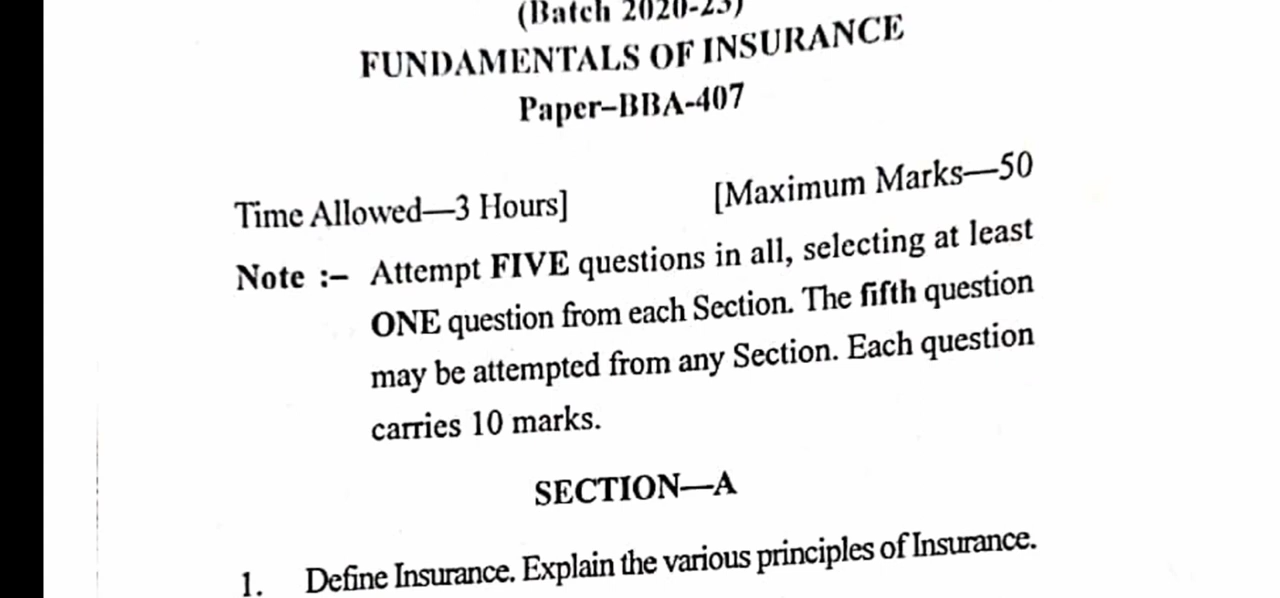 (Batch 2020-23)
FUNDAMENTALS OF INSURANCE
Paper–BBA-407
Time Allowed—3 Hours] [Maximum Marks—50
Note :– Attempt FIVE questions in all, selecting at least
ONE question from each Section. The fifth question
may be attempted from any Section. Each question
carries 10 marks.
SECTION—A
1. Define Insurance. Explain the various principles of Insurance.